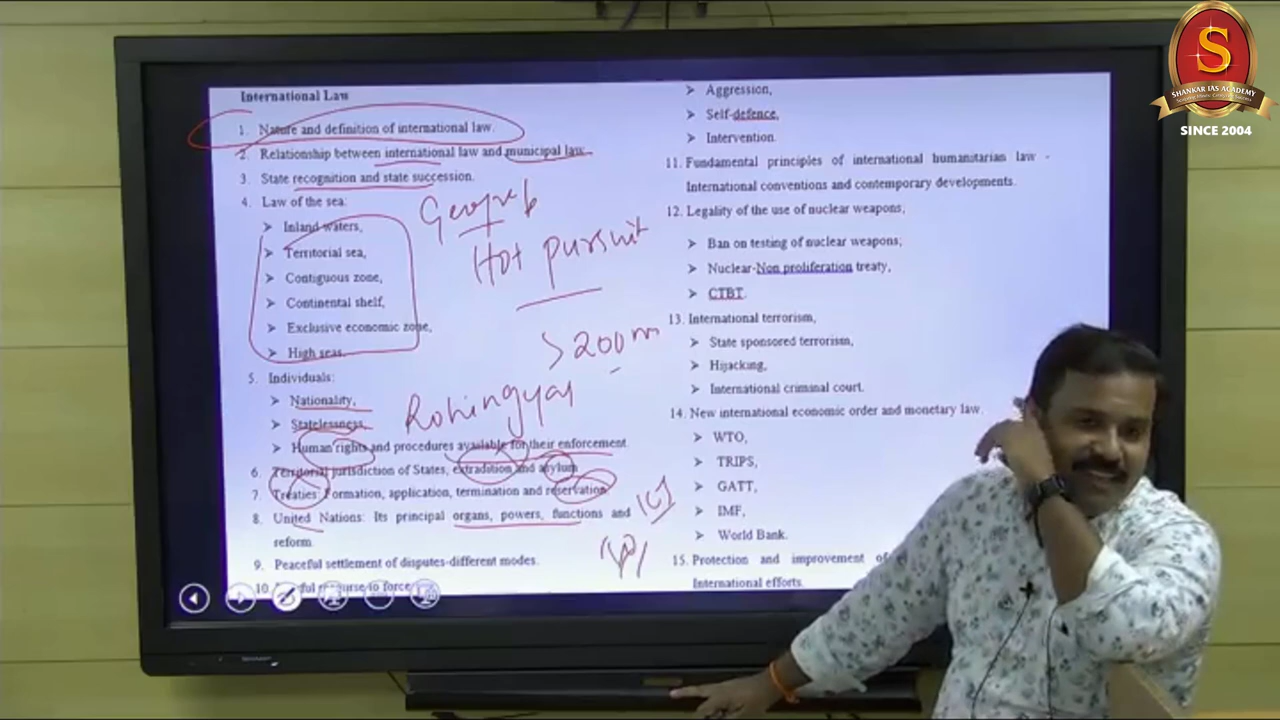 International Law
1. Nature and definition of international law.
2. Relationship between international law and municipal law.
3. State recognition and state succession.
4. Law of the sea:
➢ Inland waters,
➢ Territorial sea,
➢ Contiguous zone,
➢ Continental shelf,
➢ Exclusive economic zone,
➢ High seas.
5. Individuals:
➢ Nationality,
➢ Statelessness,
➢ Human rights and procedures available for their enforcement.
6. Territorial jurisdiction of States, extradition and asylum
7. Treaties: Formation, application, termination and reservation.
8. United Nations: Its principal organs, powers, functions and
reform.
9. Peaceful settlement of disputes-different modes.
10.
Hot pursuit
>200m
Rohingyas
➢ Aggression,
➢ Self-defence,
➢ Intervention.
11. Fundamental principles of international humanitarian law -
International conventions and contemporary developments.
12. Legality of the use of nuclear weapons;
➢ Ban on testing of nuclear weapons;
➢ Nuclear-Non proliferation treaty,
➢ CTBT.
13. International terrorism,
➢ State sponsored terrorism,
➢ Hijacking,
➢ International criminal court.
14. New international economic order and monetary law.
➢ WTO,
➢ TRIPS,
➢ GATT,
➢ IMF,
➢ World Bank.
15. Protection and improvement of
International efforts.
S
SHANKAR IAS ACADEMY
SINCE 2004